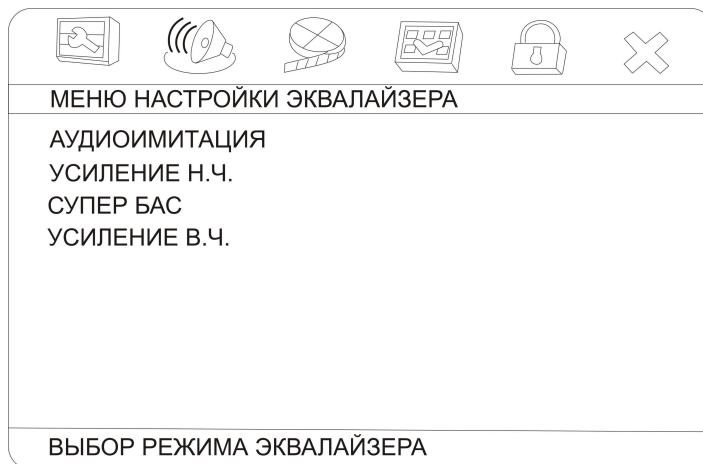 МЕНЮ НАСТРОЙКИ ЭКВАЛАЙЗЕРА
АУДИОИМИТАЦИЯ
УСИЛЕНИЕ Н.Ч.
СУПЕР БАС
УСИЛЕНИЕ В.Ч.
ВЫБОР РЕЖИМА ЭКВАЛАЙЗЕРА